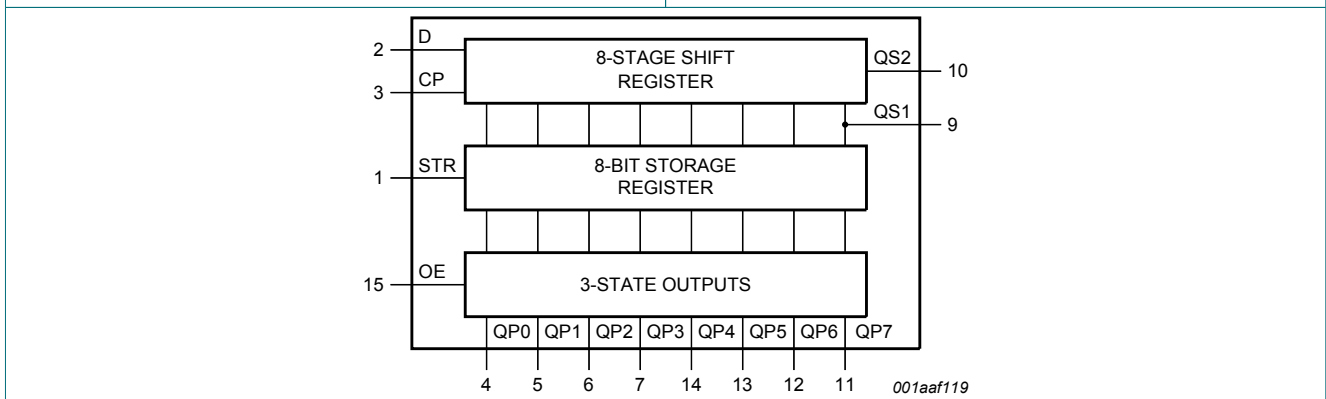 D
2
8-STAGE SHIFT
REGISTER
QS2
10
CP
3
QS1
9
STR
1
8-BIT STORAGE
REGISTER
OE
15
3-STATE OUTPUTS
QP0 QP1 QP2 QP3 QP4 QP5 QP6 QP7
4 5 6 7 14 13 12 11
001aaf119